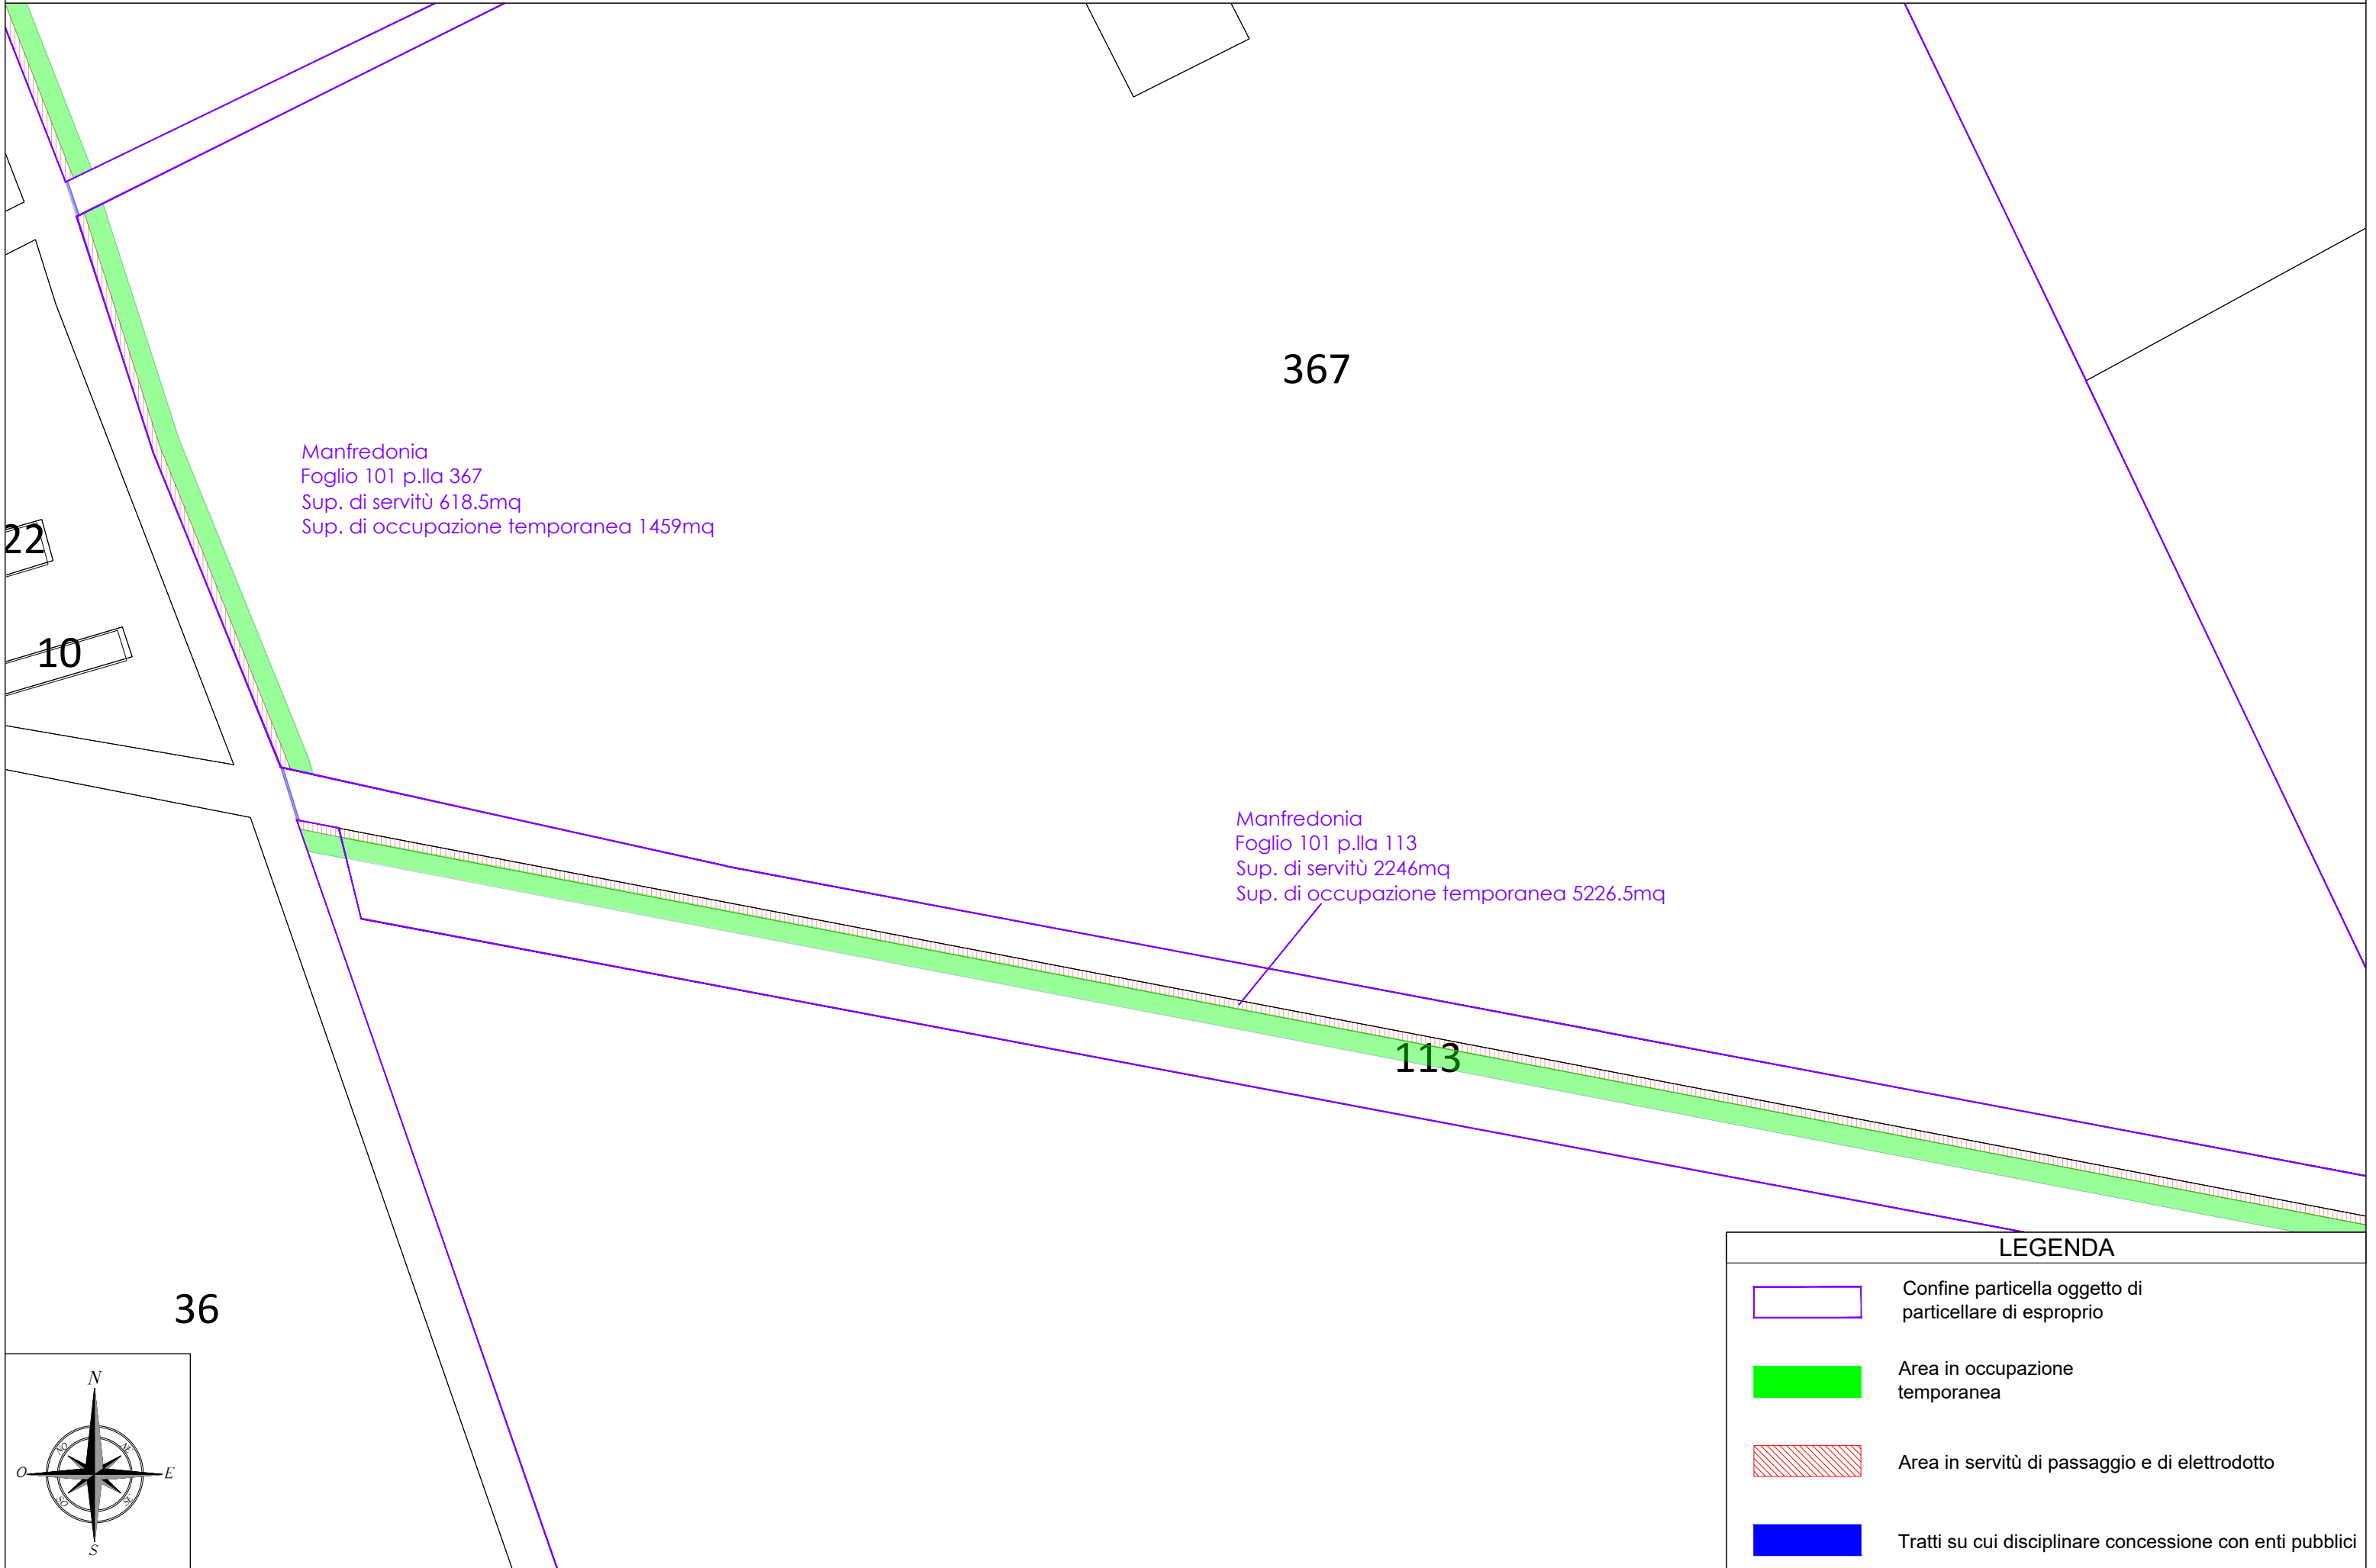 367
Manfredonia
Foglio 101 p.lla 367
Sup. di servitù 618.5mq
Sup. di occupazione temporanea 1459mq
22
10
Manfredonia
Foglio 101 p.lla 113
Sup. di servitù 2246mq
Sup. di occupazione temporanea 5226.5mq
113
36
LEGENDA
Confine particella oggetto di
particellare di esproprio
Area in occupazione
temporanea
Area in servitù di passaggio e di elettrodotto
Tratti su cui disciplinare concessione con enti pubblici
N
NO
NE
O
E
SO
S